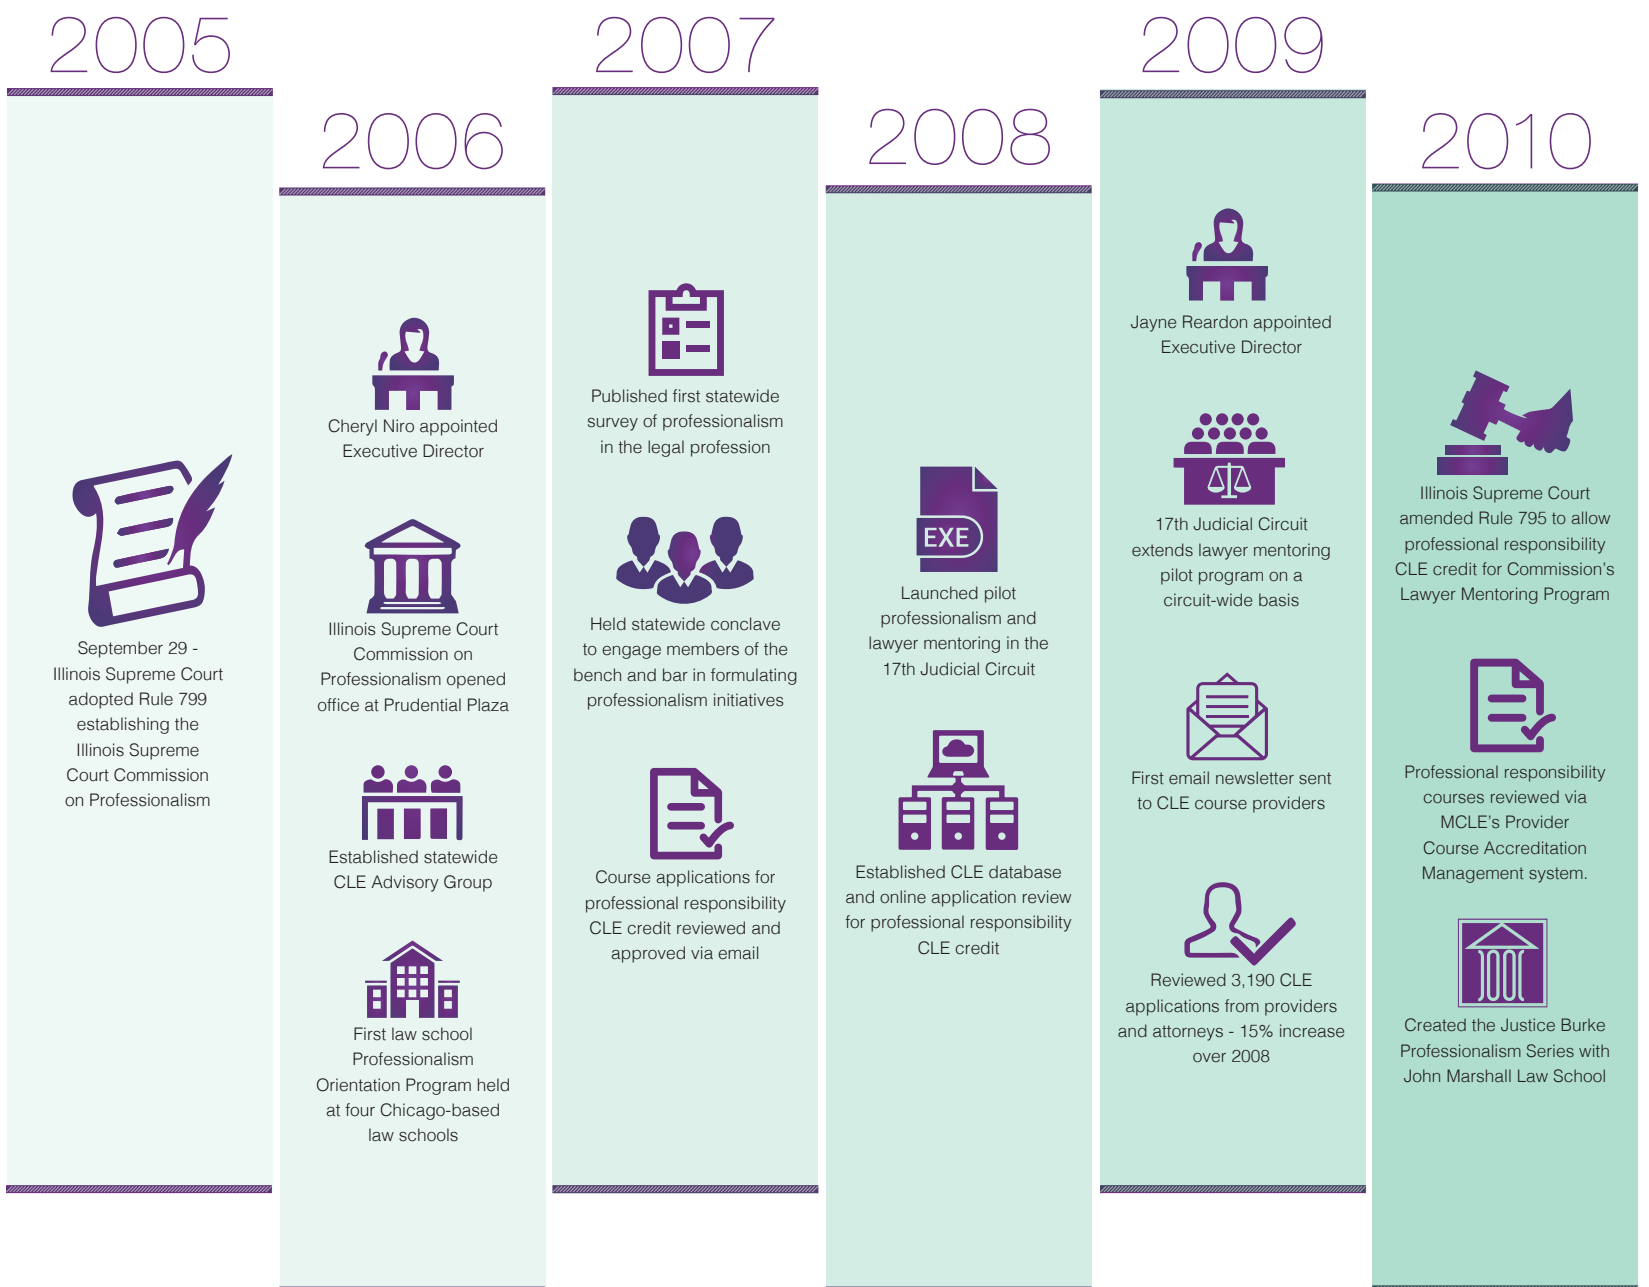 2005
September 29 -
Illinois Supreme Court
adopted Rule 799
establishing the
Illinois Supreme
Court Commission
on Professionalism
2006
Cheryl Niro appointed
Executive Director
Illinois Supreme Court
Commission on
Professionalism opened
office at Prudential Plaza
Established statewide
CLE Advisory Group
First law school
Professionalism
Orientation Program held
at four Chicago-based
law schools
2007
Published first statewide
survey of professionalism
in the legal profession
Held statewide conclave
to engage members of the
bench and bar in formulating
professionalism initiatives
Course applications for
professional responsibility
CLE credit reviewed and
approved via email
2008
EXE
Launched pilot
professionalism and
lawyer mentoring in the
17th Judicial Circuit
Established CLE database
and online application review
for professional responsibility
CLE credit
2009
Jayne Reardon appointed
Executive Director
17th Judicial Circuit
extends lawyer mentoring
pilot program on a
circuit-wide basis
First email newsletter sent
to CLE course providers
Reviewed 3,190 CLE
applications from providers
and attorneys - 15% increase
over 2008
2010
Illinois Supreme Court
amended Rule 795 to allow
professional responsibility
CLE credit for Commission's
Lawyer Mentoring Program
Professional responsibility
courses reviewed via
MCLE's Provider
Course Accreditation
Management system.
Created the Justice Burke
Professionalism Series with
John Marshall Law School